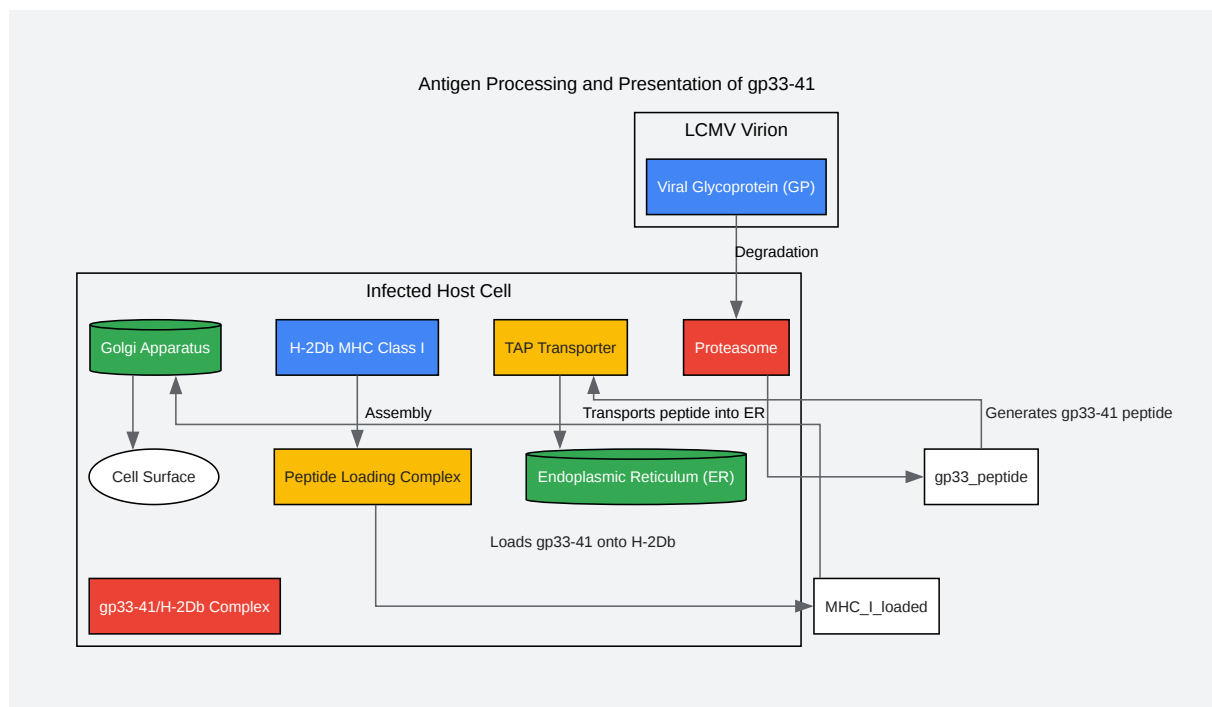 Antigen Processing and Presentation of gp33-41
LCMV Virion
Viral Glycoprotein (GP)
Degradation
Infected Host Cell
Golgi Apparatus
H-2Db MHC Class I
TAP Transporter
Proteasome
Assembly
Transports peptide into ER
Generates gp33-41 peptide
Cell Surface
Peptide Loading Complex
Endoplasmic Reticulum (ER)
gp33_peptide
Loads gp33-41 onto H-2Db
gp33-41/H-2Db Complex
MHC_I_loaded